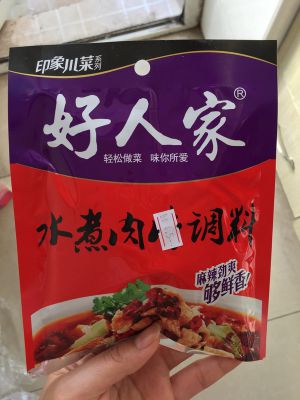 印象川菜系列
好人家®
轻松做菜 味你所爱
水煮肉片调料
麻辣劲爽
够鲜香!